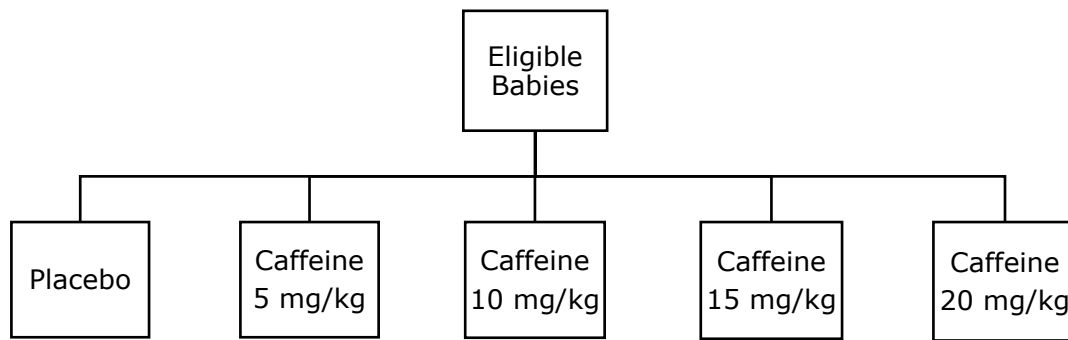 Eligible
Babies
Placebo
Caffeine
5 mg/kg
Caffeine
10 mg/kg
Caffeine
15 mg/kg
Caffeine
20 mg/kg